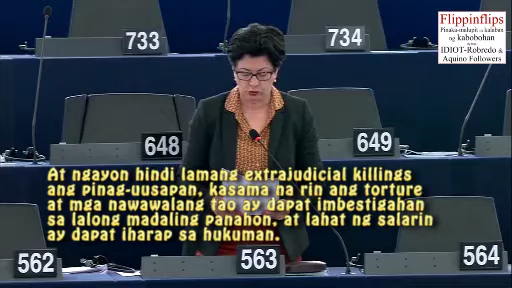 Flippinflips
Pinaka-malupit sa kalaban
ng kabobohan
IDIOT-Robredo &
Aquino Followers
733
734
648
649
At ngayon hindi lamang extrajudicial killings
ang pinag-uusapan, kasama na rin ang torture
at mga nawawalang tao ay dapat imbestigahan
sa lalong madaling panahon, at lahat ng salarin
ay dapat iharap sa hukuman.
562
563
564